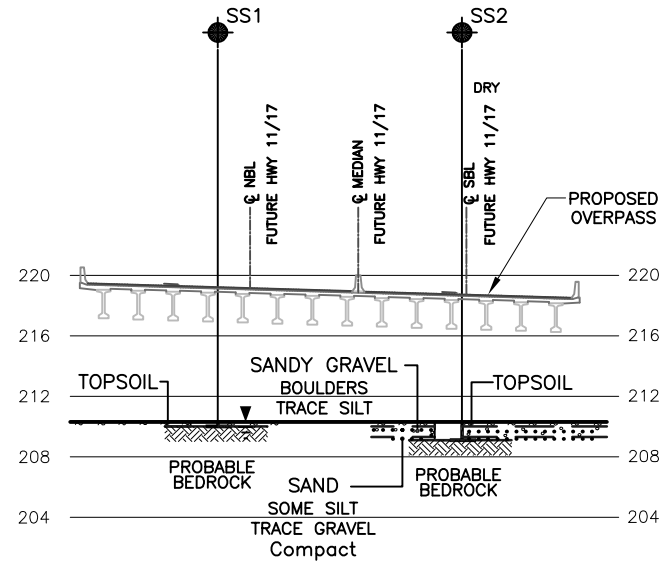 SS1
SS2
DRY
℄ NBL
FUTURE HWY 11/17
℄ MEDIAN
FUTURE HWY 11/17
℄ SBL
FUTURE HWY 11/17
PROPOSED
OVERPASS
220
220
216
216
212
212
TOPSOIL
SANDY GRAVEL
BOULDERS
TRACE SILT
TOPSOIL
208
208
PROBABLE
BEDROCK
PROBABLE
BEDROCK
SAND
SOME SILT
TRACE GRAVEL
Compact
204
204